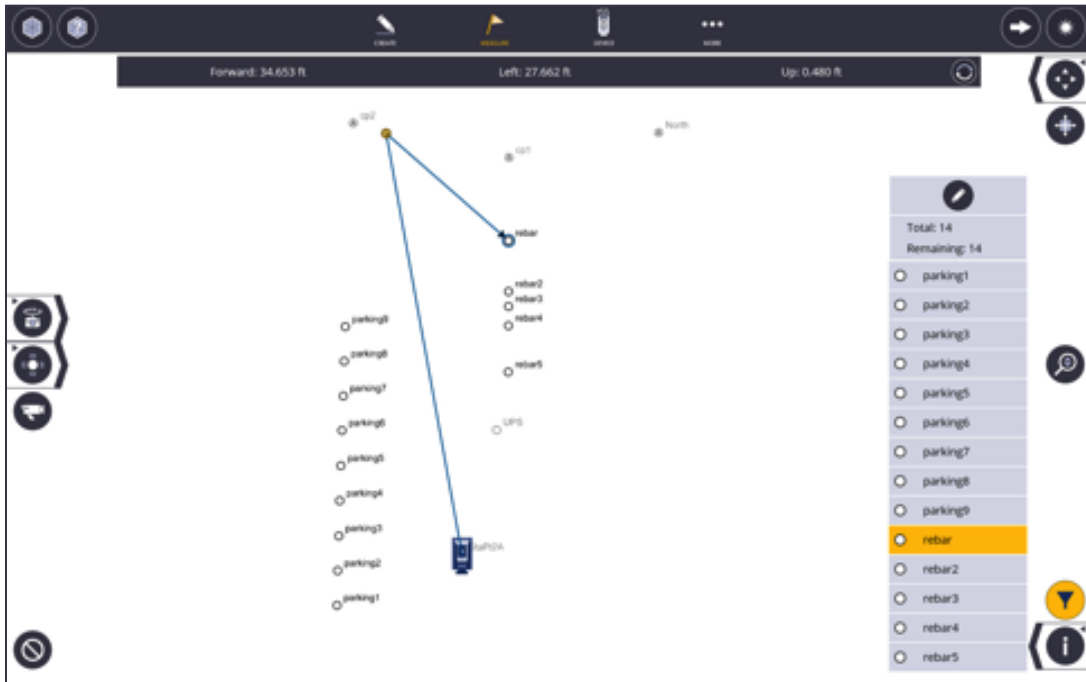 CREATE
MEASURE
DEVICE
MORE
Forward: 34.653 ft
Left: 27.662 ft
Up: 0.480 ft
cp2
North
cp1
rebar
rebar2
rebar3
rebar4
parking9
parking8
rebar5
parking7
parking6
UPS
parking5
parking4
parking3
parking2
parking1
Total: 14
Remaining: 14
parking1
parking2
parking3
parking4
parking5
parking6
parking7
parking8
parking9
rebar
rebar2
rebar3
rebar4
rebar5